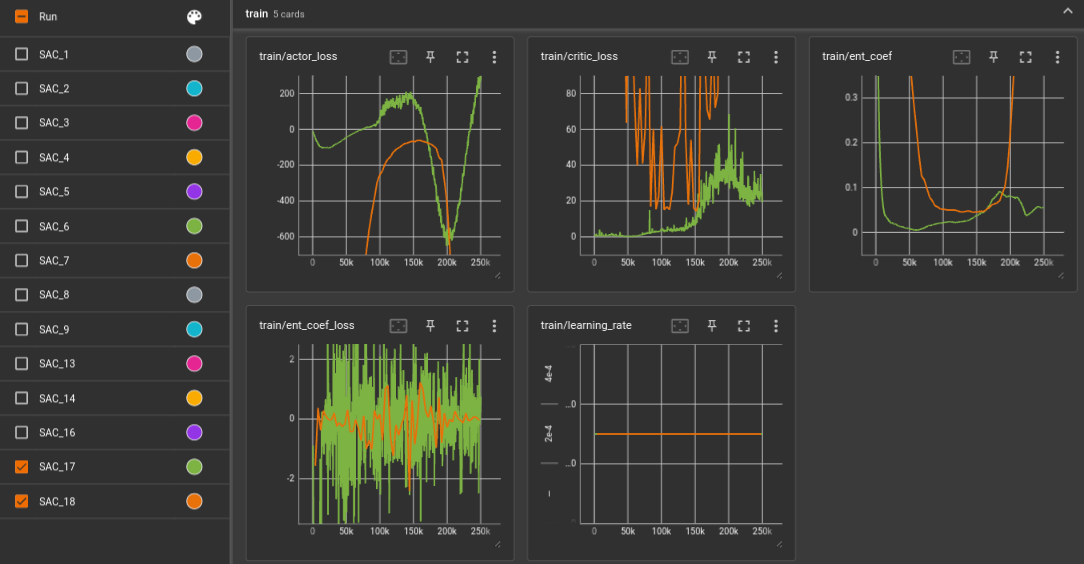 Run
SAC_1
SAC_2
SAC_3
SAC_4
SAC_5
SAC_6
SAC_7
SAC_8
SAC_9
SAC_13
SAC_14
SAC_16
SAC_17
SAC_18
train 5 cards
train/actor_loss
200
0
-200
-400
-600
0 50k 100k 150k 200k 250k
train/critic_loss
80
60
40
20
0
0 50k 100k 150k 200k 250k
train/ent_coef
0.3
0.2
0.1
0
0 50k 100k 150k 200k 250k
train/ent_coef_loss
2
0
-2
0 50k 100k 150k 200k 250k
train/learning_rate
4e-4
...0
2e-4
...0
0 50k 100k 150k 200k 250k